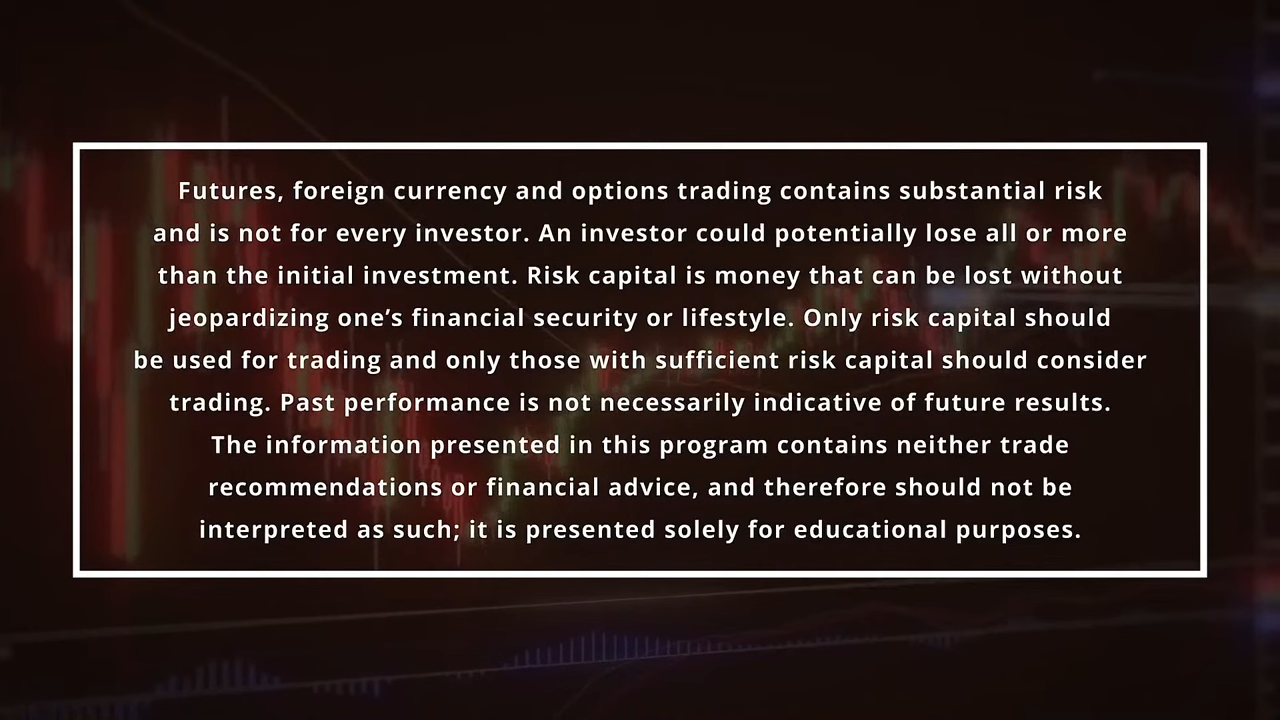 Futures, foreign currency and options trading contains substantial risk
and is not for every investor. An investor could potentially lose all or more
than the initial investment. Risk capital is money that can be lost without
jeopardizing one’s financial security or lifestyle. Only risk capital should
be used for trading and only those with sufficient risk capital should consider
trading. Past performance is not necessarily indicative of future results.
The information presented in this program contains neither trade
recommendations or financial advice, and therefore should not be
interpreted as such; it is presented solely for educational purposes.